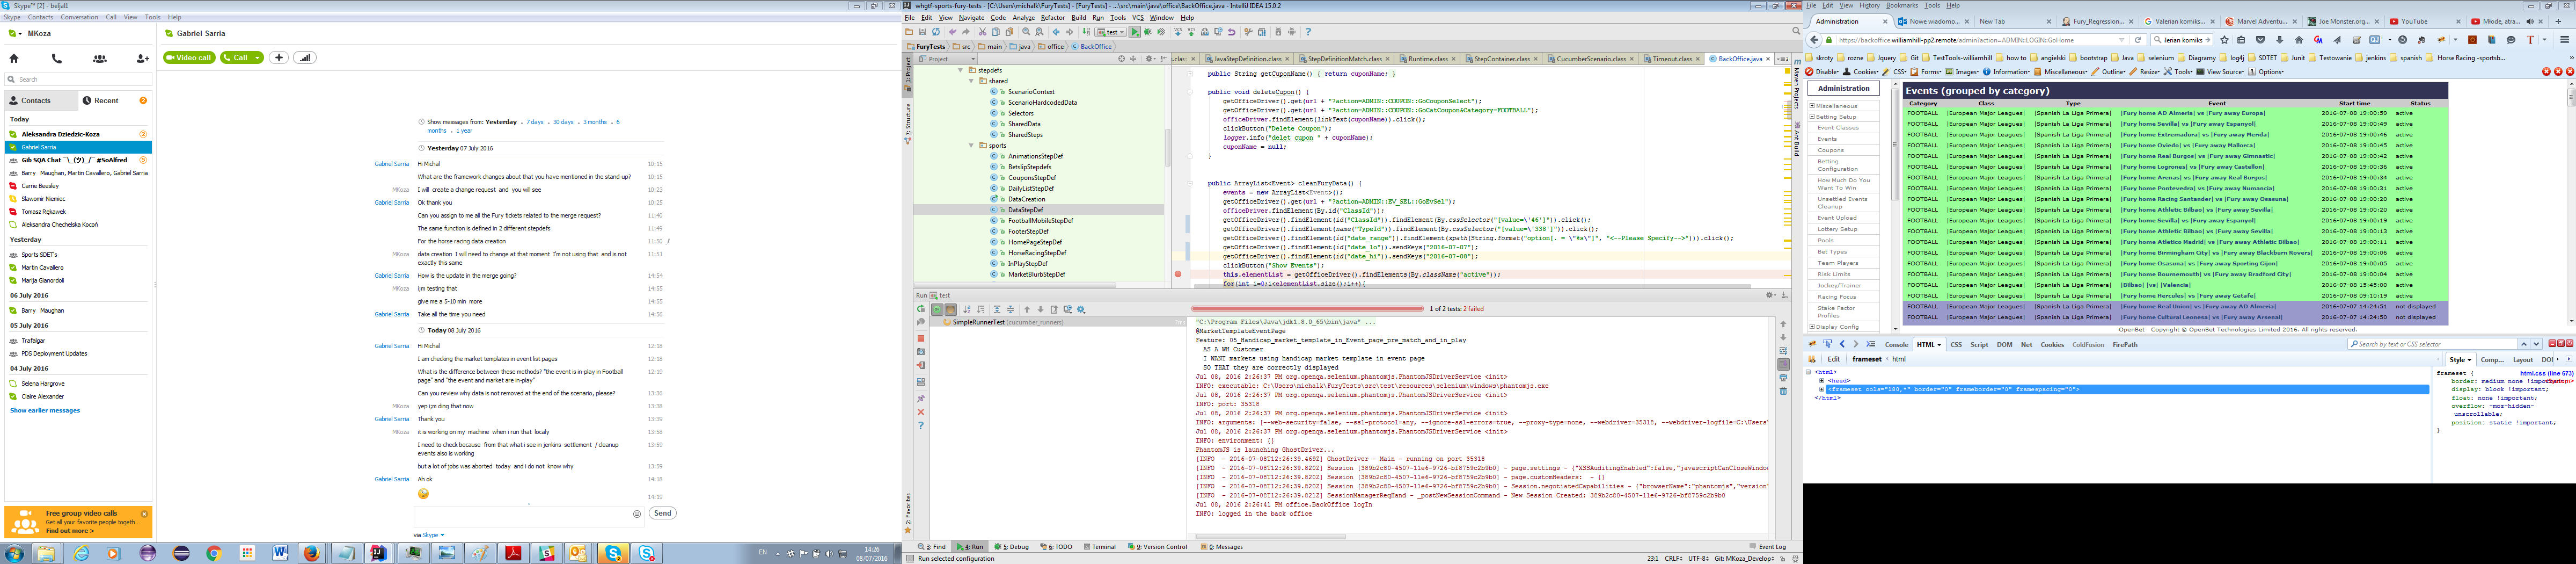 Skype™ [2] - beljal1
Skype Contacts Conversation Call View Tools Help
MKoza
Search
Contacts
Recent 2
Today
Aleksandra Dziedzic-Koza
Gabriel Sarria
Gib SQA Chat ¯\_(ツ)_/¯ #SoAlfred
Barry Maughan, Martin Cavallero, Gabriel Sarria
Carrie Beesley
Slawomir Niemiec
Tomasz Rękawek
Aleksandra Chechelska Kocoń
Yesterday
Sports SDET's
Martin Cavallero
Marija Gianordoli
06 July 2016
Barry Maughan
05 July 2016
Trafalgar
PDS Deployment Updates
04 July 2016
Selena Hargrove
Claire Alexander
Show earlier messages
Free group video calls
Get all your favorite people togeth...
Find out more >
Gabriel Sarria
Video call
Call
Show messages from: Yesterday • 7 days • 30 days • 3 months • 6 months • 1 year
Yesterday 07 July 2016
Gabriel Sarria Hi Michal 10:15
What are the framework changes about that you have mentioned in the stand-up? 10:15
MKoza I will create a change request and you will see 10:23
Gabriel Sarria Ok thank you 10:25
Can you assign to me all the Fury tickets related to the merge request? 11:40
The same function is defined in 2 different stepdefs 11:49
For the horse racing data creation 11:50
MKoza data creation I will need to change at that moment I'm not using that and is not exactly this same 11:51
Gabriel Sarria How is the update in the merge going? 14:54
MKoza i;m testing that 14:55
give me a 5-10 min more 14:55
Gabriel Sarria Take all the time you need 14:56
Today 08 July 2016
Gabriel Sarria Hi Michal 12:18
I am checking the market templates in event list pages 12:18
What is the difference between these methods? "the event is in-play in Football page" and "the event and market are in-play" 12:19
Can you review why data is not removed at the end of the scenario, please? 13:36
MKoza yep i;m ding that now 13:38
Gabriel Sarria Thank you 13:39
MKoza it is working on my machine when i run that localy 13:58
I need to check because from that what i see in jenkins settlement / cleanup events also is working 13:59
but a lot of jobs was aborted today and i do not know why 13:59
Gabriel Sarria Ah ok 14:18
14:19
Send
via Skype
EN
14:26
08/07/2016
whgtf-sports-fury-tests - [C:\Users\michalk\FuryTests] - [FuryTests] - ...\src\main\java\office\BackOffice.java - IntelliJ IDEA 15.0.2
File Edit View Navigate Code Analyze Refactor Build Run Tools VCS Window Help
test
FuryTests src main java office BackOffice
Project
.class JavaStepDefinition.class StepDefinitionMatch.class Runtime.class StepContainer.class CucumberScenario.class Timeout.class BackOffice.java
stepdefs
shared
ScenarioContext
ScenarioHardcodedData
Selectors
SharedData
SharedSteps
sports
AnimationsStepDef
BetslipStepdefs
CouponsStepDef
DailyListStepDef
DataCreation
DataStepDef
FootballMobileStepDef
FooterStepDef
HomePageStepDef
HorseRacingStepDef
InPlayStepDef
MarketBlurbStepDef
public String getCuponName() { return cuponName; }
public void deleteCupon() {
getOfficeDriver().get(url + "?action=ADMIN::COUPON::GoCouponSelect");
getOfficeDriver().get(url + "?action=ADMIN::COUPON::GoCatCoupon&Category=FOOTBALL");
officeDriver.findElement(linkText(cuponName)).click();
clickButton("Delete Coupon");
logger.info("delet cupon " + cuponName);
cuponName = null;
}
public ArrayList<Event> cleanFuryData() {
events = new ArrayList<Event>();
getOfficeDriver().get(url + "?action=ADMIN::EV_SEL::GoEvSel");
officeDriver.findElement(By.id("ClassId"));
getOfficeDriver().findElement(id("ClassId")).findElement(By.cssSelector("[value=\'46']")).click();
getOfficeDriver().findElement(name("TypeId")).findElement(By.cssSelector("[value=\'338']")).click();
getOfficeDriver().findElement(id("date_range")).findElement(xpath(String.format("option[. = \"%s\"]", "<--Please Specify-->"))).click();
getOfficeDriver().findElement(id("date_lo")).sendKeys("2016-07-07");
getOfficeDriver().findElement(id("date_hi")).sendKeys("2016-07-08");
clickButton("Show Events");
this.elementList = getOfficeDriver().findElements(By.className("active"));
for(int i=0;i<elementList.size();i++){
Run test
SimpleRunnerTest (cucumber_runners)
1 of 2 tests: 2 failed
"C:\Program Files\Java\jdk1.8.0_65\bin\java" ...
@MarketTemplateEventPage
Feature: 05_Handicap_market_template_in_Event_page_pre_match_and_in_play
AS A WH Customer
I WANT markets using handicap market template in event page
SO THAT they are correctly displayed
Jul 08, 2016 2:26:37 PM org.openqa.selenium.phantomjs.PhantomJSDriverService <init>
INFO: executable: C:\Users\michalk\FuryTests\src\test\resources\selenium\windows\phantomjs.exe
Jul 08, 2016 2:26:37 PM org.openqa.selenium.phantomjs.PhantomJSDriverService <init>
INFO: port: 35318
Jul 08, 2016 2:26:37 PM org.openqa.selenium.phantomjs.PhantomJSDriverService <init>
INFO: arguments: [--web-security=false, --ssl-protocol=any, --ignore-ssl-errors=true, --proxy-type=none, --webdriver=35318, --webdriver-logfile=C:\Users\
Jul 08, 2016 2:26:37 PM org.openqa.selenium.phantomjs.PhantomJSDriverService <init>
INFO: environment: {}
PhantomJS is launching GhostDriver...
[INFO - 2016-07-08T12:26:39.469Z] GhostDriver - Main - running on port 35318
[INFO - 2016-07-08T12:26:39.820Z] Session [389b2c80-4507-11e6-9726-bf8759c2b9b0] - page.settings - {"XSSAuditingEnabled":false,"javascriptCanCloseWindow
[INFO - 2016-07-08T12:26:39.820Z] Session [389b2c80-4507-11e6-9726-bf8759c2b9b0] - page.customHeaders: - {}
[INFO - 2016-07-08T12:26:39.820Z] Session [389b2c80-4507-11e6-9726-bf8759c2b9b0] - Session.negotiatedCapabilities - {"browserName":"phantomjs","version"
[INFO - 2016-07-08T12:26:39.821Z] SessionManagerReqHand - _postNewSessionCommand - New Session Created: 389b2c80-4507-11e6-9726-bf8759c2b9b0
Jul 08, 2016 2:26:41 PM office.BackOffice logIn
INFO: logged in the back office
3: Find 4: Run 5: Debug 6: TODO Terminal 9: Version Control 0: Messages Event Log
Run selected configuration 23:1 CRLF÷ UTF-8÷ Git: MKoza_Develop÷
File Edit View History Bookmarks Tools Help
Administration Nowe wiadomo... New Tab Fury_Regression... Valerian komiks... Marvel Adventu... Joe Monster.org... YouTube Młode, atra...
https://backoffice.williamhill-pp2.remote/admin?action=ADMIN::LOGIN::GoHome
lerian komiks
skroty rozne Jquery Git TestTools-williamhill how to angielski bootstrap Java selenium Diagramy log4j SDTET Junit Testowanie jenkins spanish Horse Racing -sportsb...
Disable Cookies CSS Forms Images Information Miscellaneous Outline Resize Tools View Source Options
Administration
Miscellaneous
Betting Setup
Event Classes
Events
Coupons
Betting Configuration
How Much Do You Want To Win
Unsettled Events Cleanup
Event Upload
Lottery Setup
Pools
Bet Types
Team Players
Risk Limits
Jockey/Trainer
Racing Focus
Stake Factor Profiles
Display Config
Events (grouped by category)
Category Class Type Event Start time Status
FOOTBALL |European Major Leagues| |Spanish La Liga Primera| |Fury home AD Almeria| vs |Fury away Europa| 2016-07-08 19:00:59 active
FOOTBALL |European Major Leagues| |Spanish La Liga Primera| |Fury home Sevilla| vs |Fury away Espanyol| 2016-07-08 19:00:49 active
FOOTBALL |European Major Leagues| |Spanish La Liga Primera| |Fury home Extremadura| vs |Fury away Merida| 2016-07-08 19:00:46 active
FOOTBALL |European Major Leagues| |Spanish La Liga Primera| |Fury home Oviedo| vs |Fury away Mallorca| 2016-07-08 19:00:45 active
FOOTBALL |European Major Leagues| |Spanish La Liga Primera| |Fury home Real Burgos| vs |Fury away Gimnastic| 2016-07-08 19:00:42 active
FOOTBALL |European Major Leagues| |Spanish La Liga Primera| |Fury home Logrones| vs |Fury away Castellon| 2016-07-08 19:00:36 active
FOOTBALL |European Major Leagues| |Spanish La Liga Primera| |Fury home Arenas| vs |Fury away Real Burgos| 2016-07-08 19:00:34 active
FOOTBALL |European Major Leagues| |Spanish La Liga Primera| |Fury home Pontevedra| vs |Fury away Numancia| 2016-07-08 19:00:31 active
FOOTBALL |European Major Leagues| |Spanish La Liga Primera| |Fury home Racing Santander| vs |Fury away Osasuna| 2016-07-08 19:00:20 active
FOOTBALL |European Major Leagues| |Spanish La Liga Primera| |Fury home Athletic Bilbao| vs |Fury away Sevilla| 2016-07-08 19:00:20 active
FOOTBALL |European Major Leagues| |Spanish La Liga Primera| |Fury home Sevilla| vs |Fury away Espanyol| 2016-07-08 19:00:19 active
FOOTBALL |European Major Leagues| |Spanish La Liga Primera| |Fury home Athletic Bilbao| vs |Fury away Sevilla| 2016-07-08 19:00:13 active
FOOTBALL |European Major Leagues| |Spanish La Liga Primera| |Fury home Atletico Madrid| vs |Fury away Athletic Bilbao| 2016-07-08 19:00:11 active
FOOTBALL |European Major Leagues| |Spanish La Liga Primera| |Fury home Birmingham City| vs |Fury away Blackburn Rovers| 2016-07-08 19:00:06 active
FOOTBALL |European Major Leagues| |Spanish La Liga Primera| |Fury home Osasuna| vs |Fury away Sporting Gijon| 2016-07-08 19:00:05 active
FOOTBALL |European Major Leagues| |Spanish La Liga Primera| |Fury home Bournemouth| vs |Fury away Bradford City| 2016-07-08 19:00:04 active
FOOTBALL |European Major Leagues| |Spanish La Liga Primera| |Bilbao| |vs| |Valencia| 2016-07-08 15:45:00 active
FOOTBALL |European Major Leagues| |Spanish La Liga Primera| |Fury home Hercules| vs |Fury away Getafe| 2016-07-08 09:10:19 active
FOOTBALL |European Major Leagues| |Spanish La Liga Primera| |Fury home Real Union| vs |Fury away AD Almeria| 2016-07-07 14:24:51 not displayed
FOOTBALL |European Major Leagues| |Spanish La Liga Primera| |Fury home Cultural Leonesa| vs |Fury away Arsenal| 2016-07-07 14:24:50 not displayed
OpenBet Copyright © OpenBet Technologies Limited 2016. All rights reserved.
Console HTML CSS Script DOM Net Cookies ColdFusion FirePath
Search by text or CSS selector
Edit frameset < html
Style Comp... Layout DOM
<html>
<head>
<frameset cols="180,*" border="0" frameborder="0" framespacing="0">
</html>
frameset { html.css (line 673)
border: medium none !important;
display: block !important;
float: none !important;
overflow: -moz-hidden-unscrollable;
position: static !important;
}